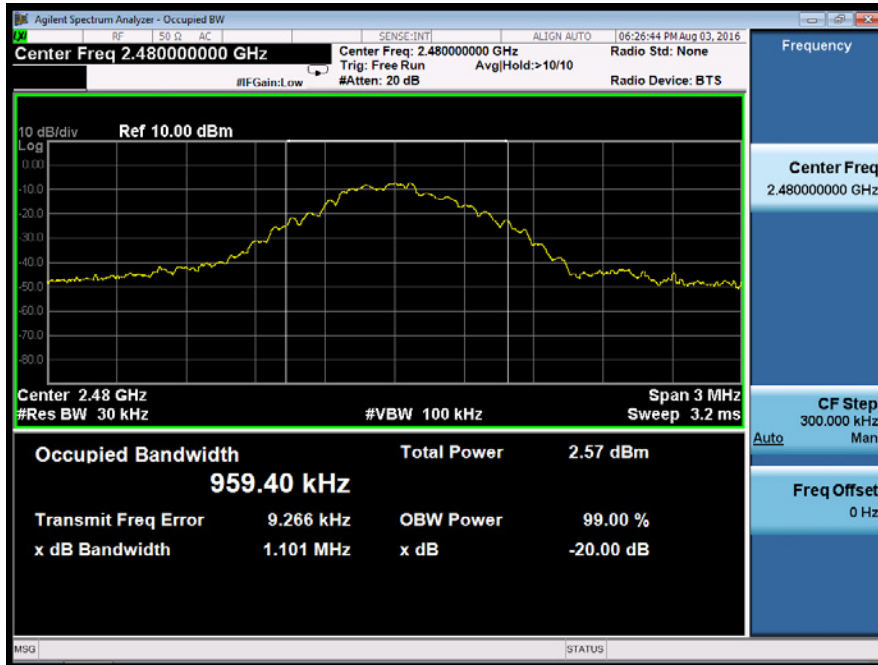 Agilent Spectrum Analyzer - Occupied BW
LXI RF 50 Ω AC SENSE:INT ALIGN AUTO 06:26:44 PM Aug 03, 2016
Center Freq 2.480000000 GHz
Center Freq: 2.480000000 GHz
Radio Std: None
Trig: Free Run Avg|Hold:>10/10
#IFGain:Low
#Atten: 20 dB
Radio Device: BTS
10 dB/div Ref 10.00 dBm
Log
0.00
-10.0
-20.0
-30.0
-40.0
-50.0
-60.0
-70.0
-80.0
Center 2.48 GHz Span 3 MHz
#Res BW 30 kHz #VBW 100 kHz Sweep 3.2 ms
Occupied Bandwidth Total Power 2.57 dBm
959.40 kHz
Transmit Freq Error 9.266 kHz OBW Power 99.00 %
x dB Bandwidth 1.101 MHz x dB -20.00 dB
MSG STATUS
Frequency
Center Freq
2.480000000 GHz
CF Step
300.000 kHz
Auto Man
Freq Offset
0 Hz